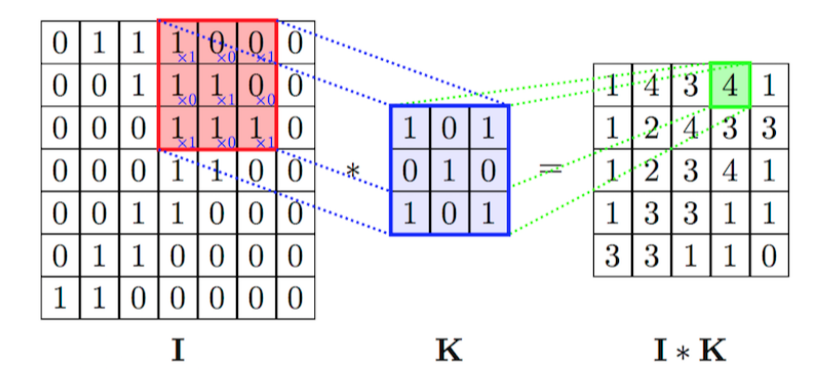 0 1 1 1×1 0×0 0×1 0
0 0 1 1×0 1×1 0×0 0
0 0 0 1×1 1×0 1×1 0
0 0 0 1 1 0 0
0 0 1 1 0 0 0
0 1 1 0 0 0 0
1 1 0 0 0 0 0
I
*
1 0 1
0 1 0
1 0 1
K
=
1 4 3 4 1
1 2 4 3 3
1 2 3 4 1
1 3 3 1 1
3 3 1 1 0
I * K